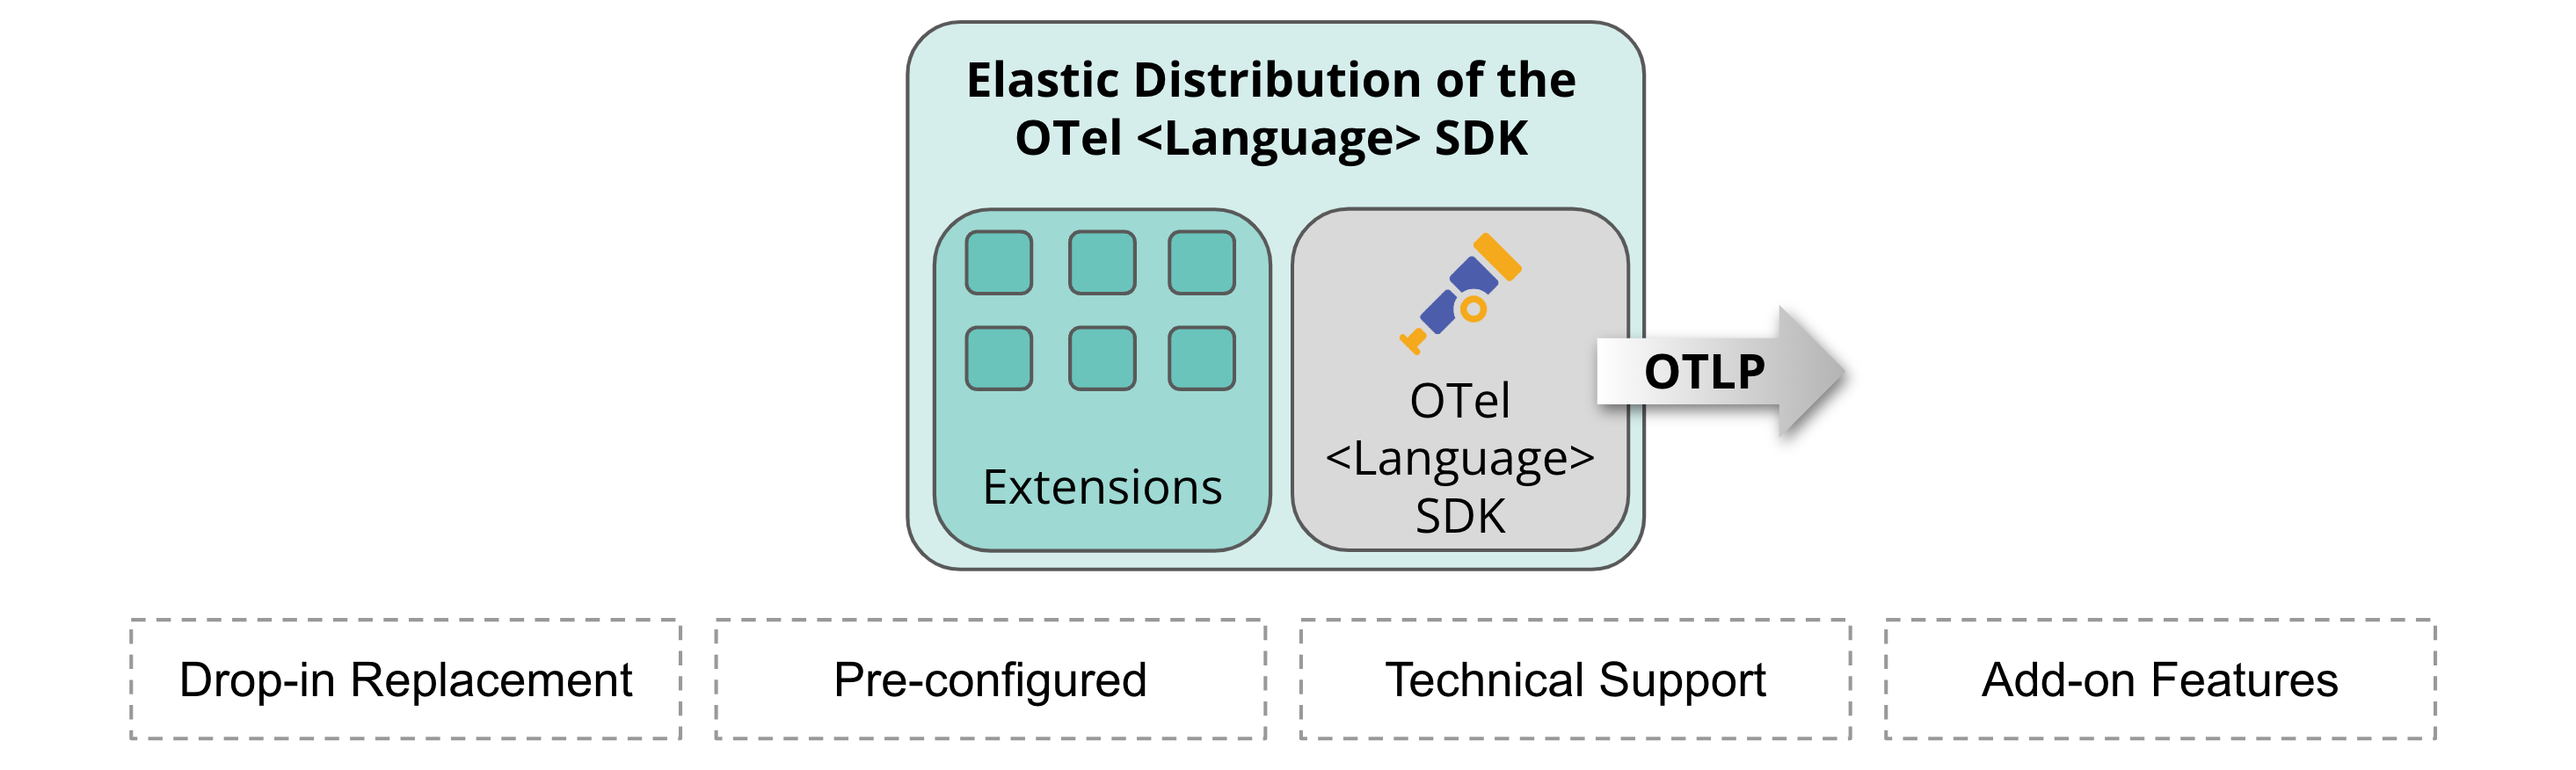 Elastic Distribution of the
OTel <Language> SDK
Extensions
OTel
<Language>
SDK
OTLP
Drop-in Replacement
Pre-configured
Technical Support
Add-on Features